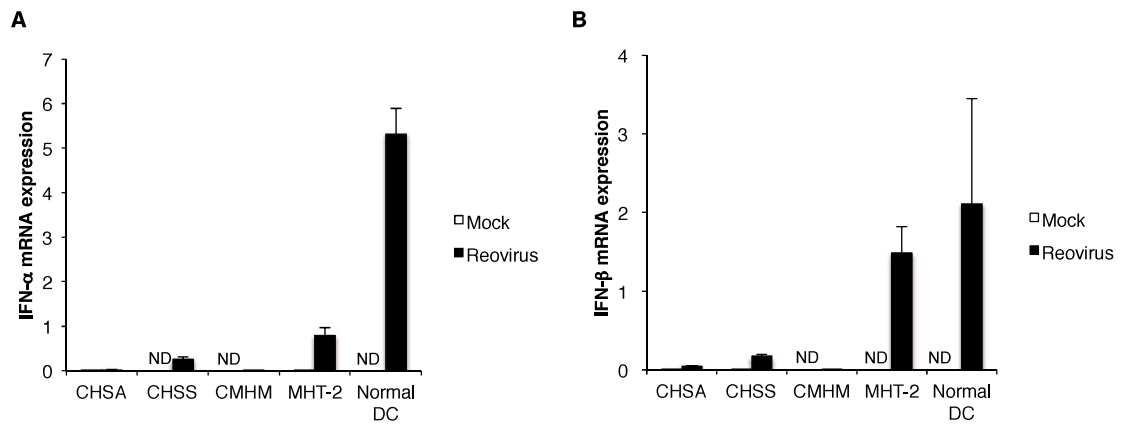 A
IFN-α mRNA expression
7
6
5
4
3
2
1
0
ND
ND
ND
CHSA
CHSS
CMHM
MHT-2
Normal
DC
Mock
Reovirus
B
IFN-β mRNA expression
4
3
2
1
0
ND
ND
ND
CHSA
CHSS
CMHM
MHT-2
Normal
DC
Mock
Reovirus